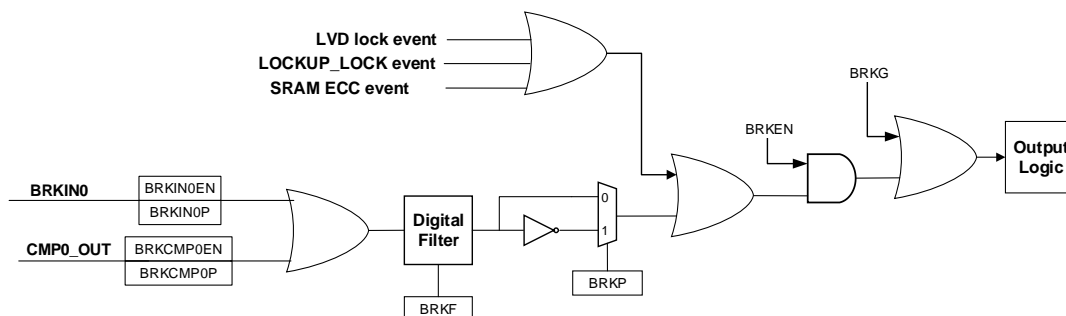 LVD lock event
LOCKUP_LOCK event
SRAM ECC event
BRKG
BRKEN
Output
Logic
BRKIN0
BRKIN0EN
BRKIN0P
Digital
Filter
0
1
CMP0_OUT
BRKCMP0EN
BRKCMP0P
BRKP
BRKF